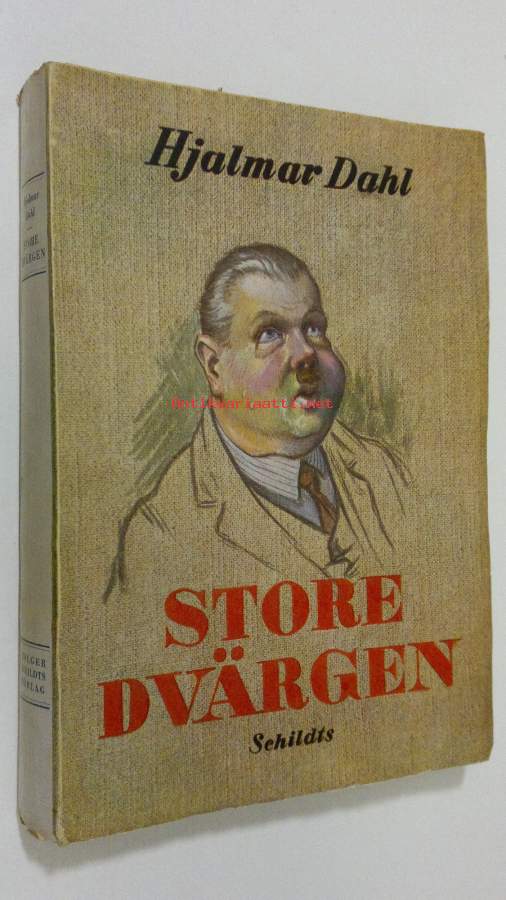 Hjalmar Dahl
STORE
DVÄRGEN
Schildts
Hjalmar
Dahl
STORE
DVÄRGEN
HOLGER
SCHILDTS
FÖRLAG
Antikvariaatti.net